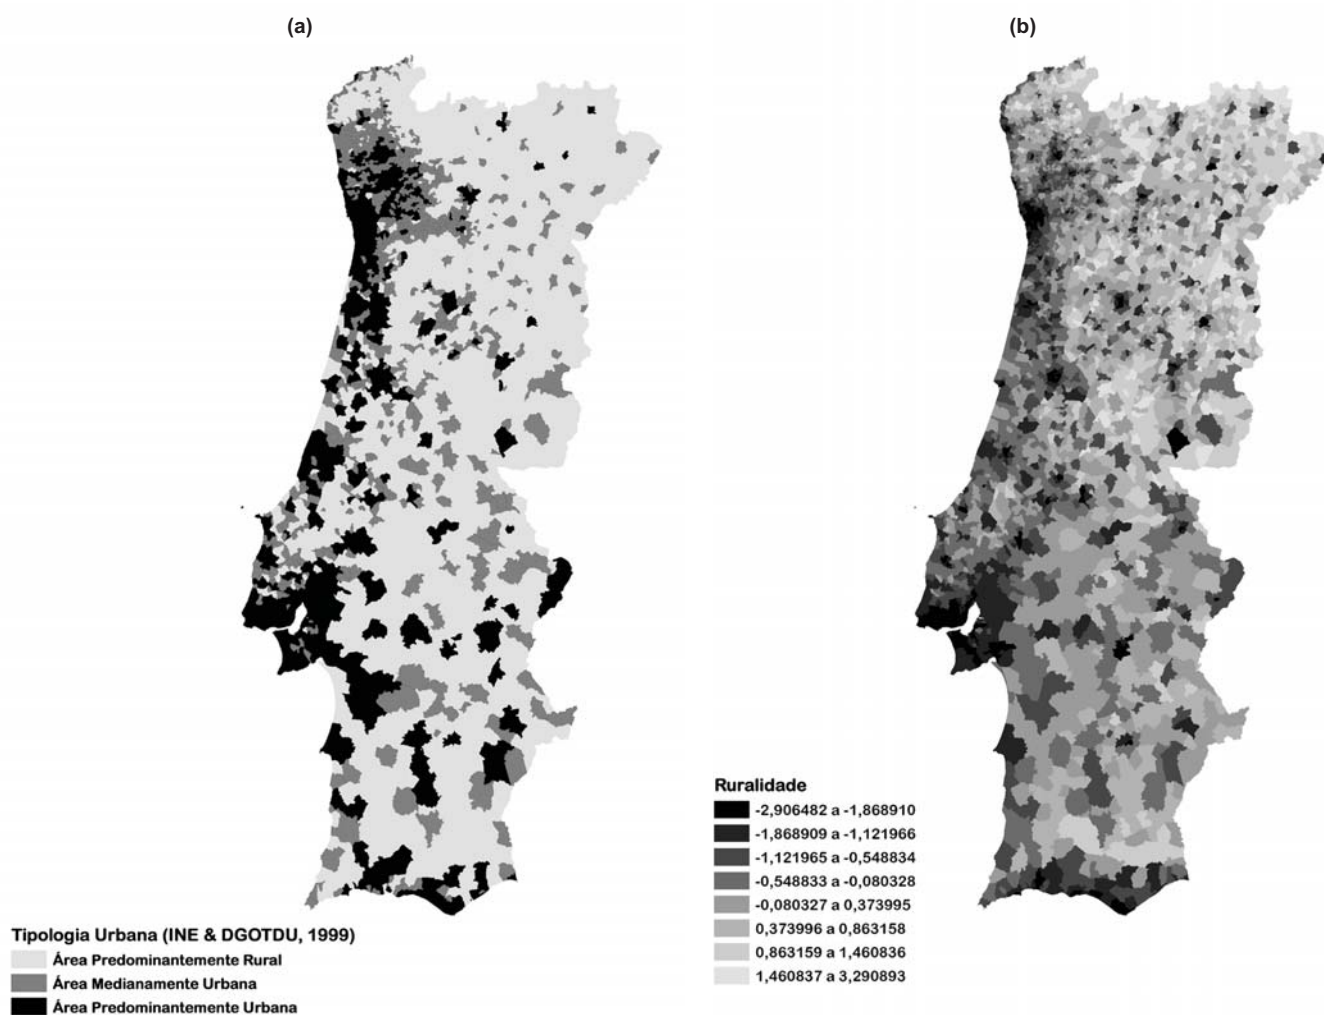 (a)
(b)
Tipologia Urbana (INE & DGOTDU, 1999)
Área Predominantemente Rural
Área Medianamente Urbana
Área Predominantemente Urbana
Ruralidade
-2,906482 a -1,868910
-1,868909 a -1,121966
-1,121965 a -0,548834
-0,548833 a -0,080328
-0,080327 a 0,373995
0,373996 a 0,863158
0,863159 a 1,460836
1,460837 a 3,290893